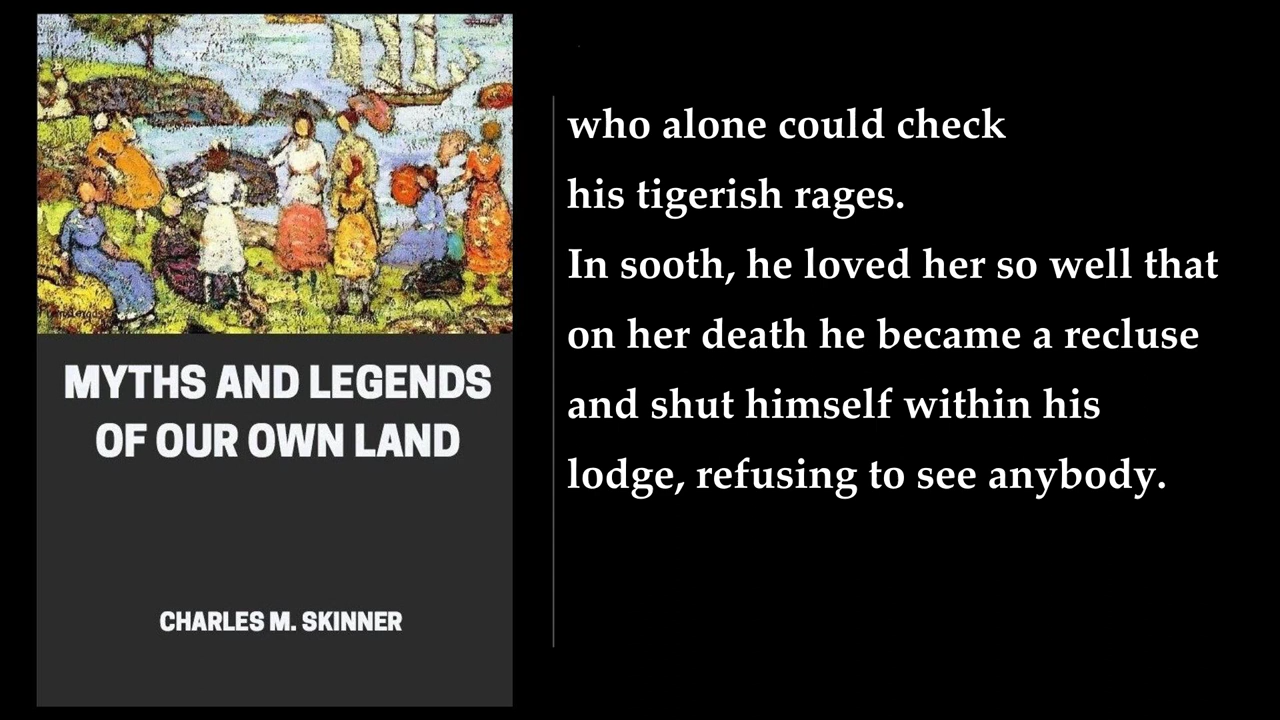 MYTHS AND LEGENDS
OF OUR OWN LAND
CHARLES M. SKINNER
who alone could check
his tigerish rages.
In sooth, he loved her so well that
on her death he became a recluse
and shut himself within his
lodge, refusing to see anybody.